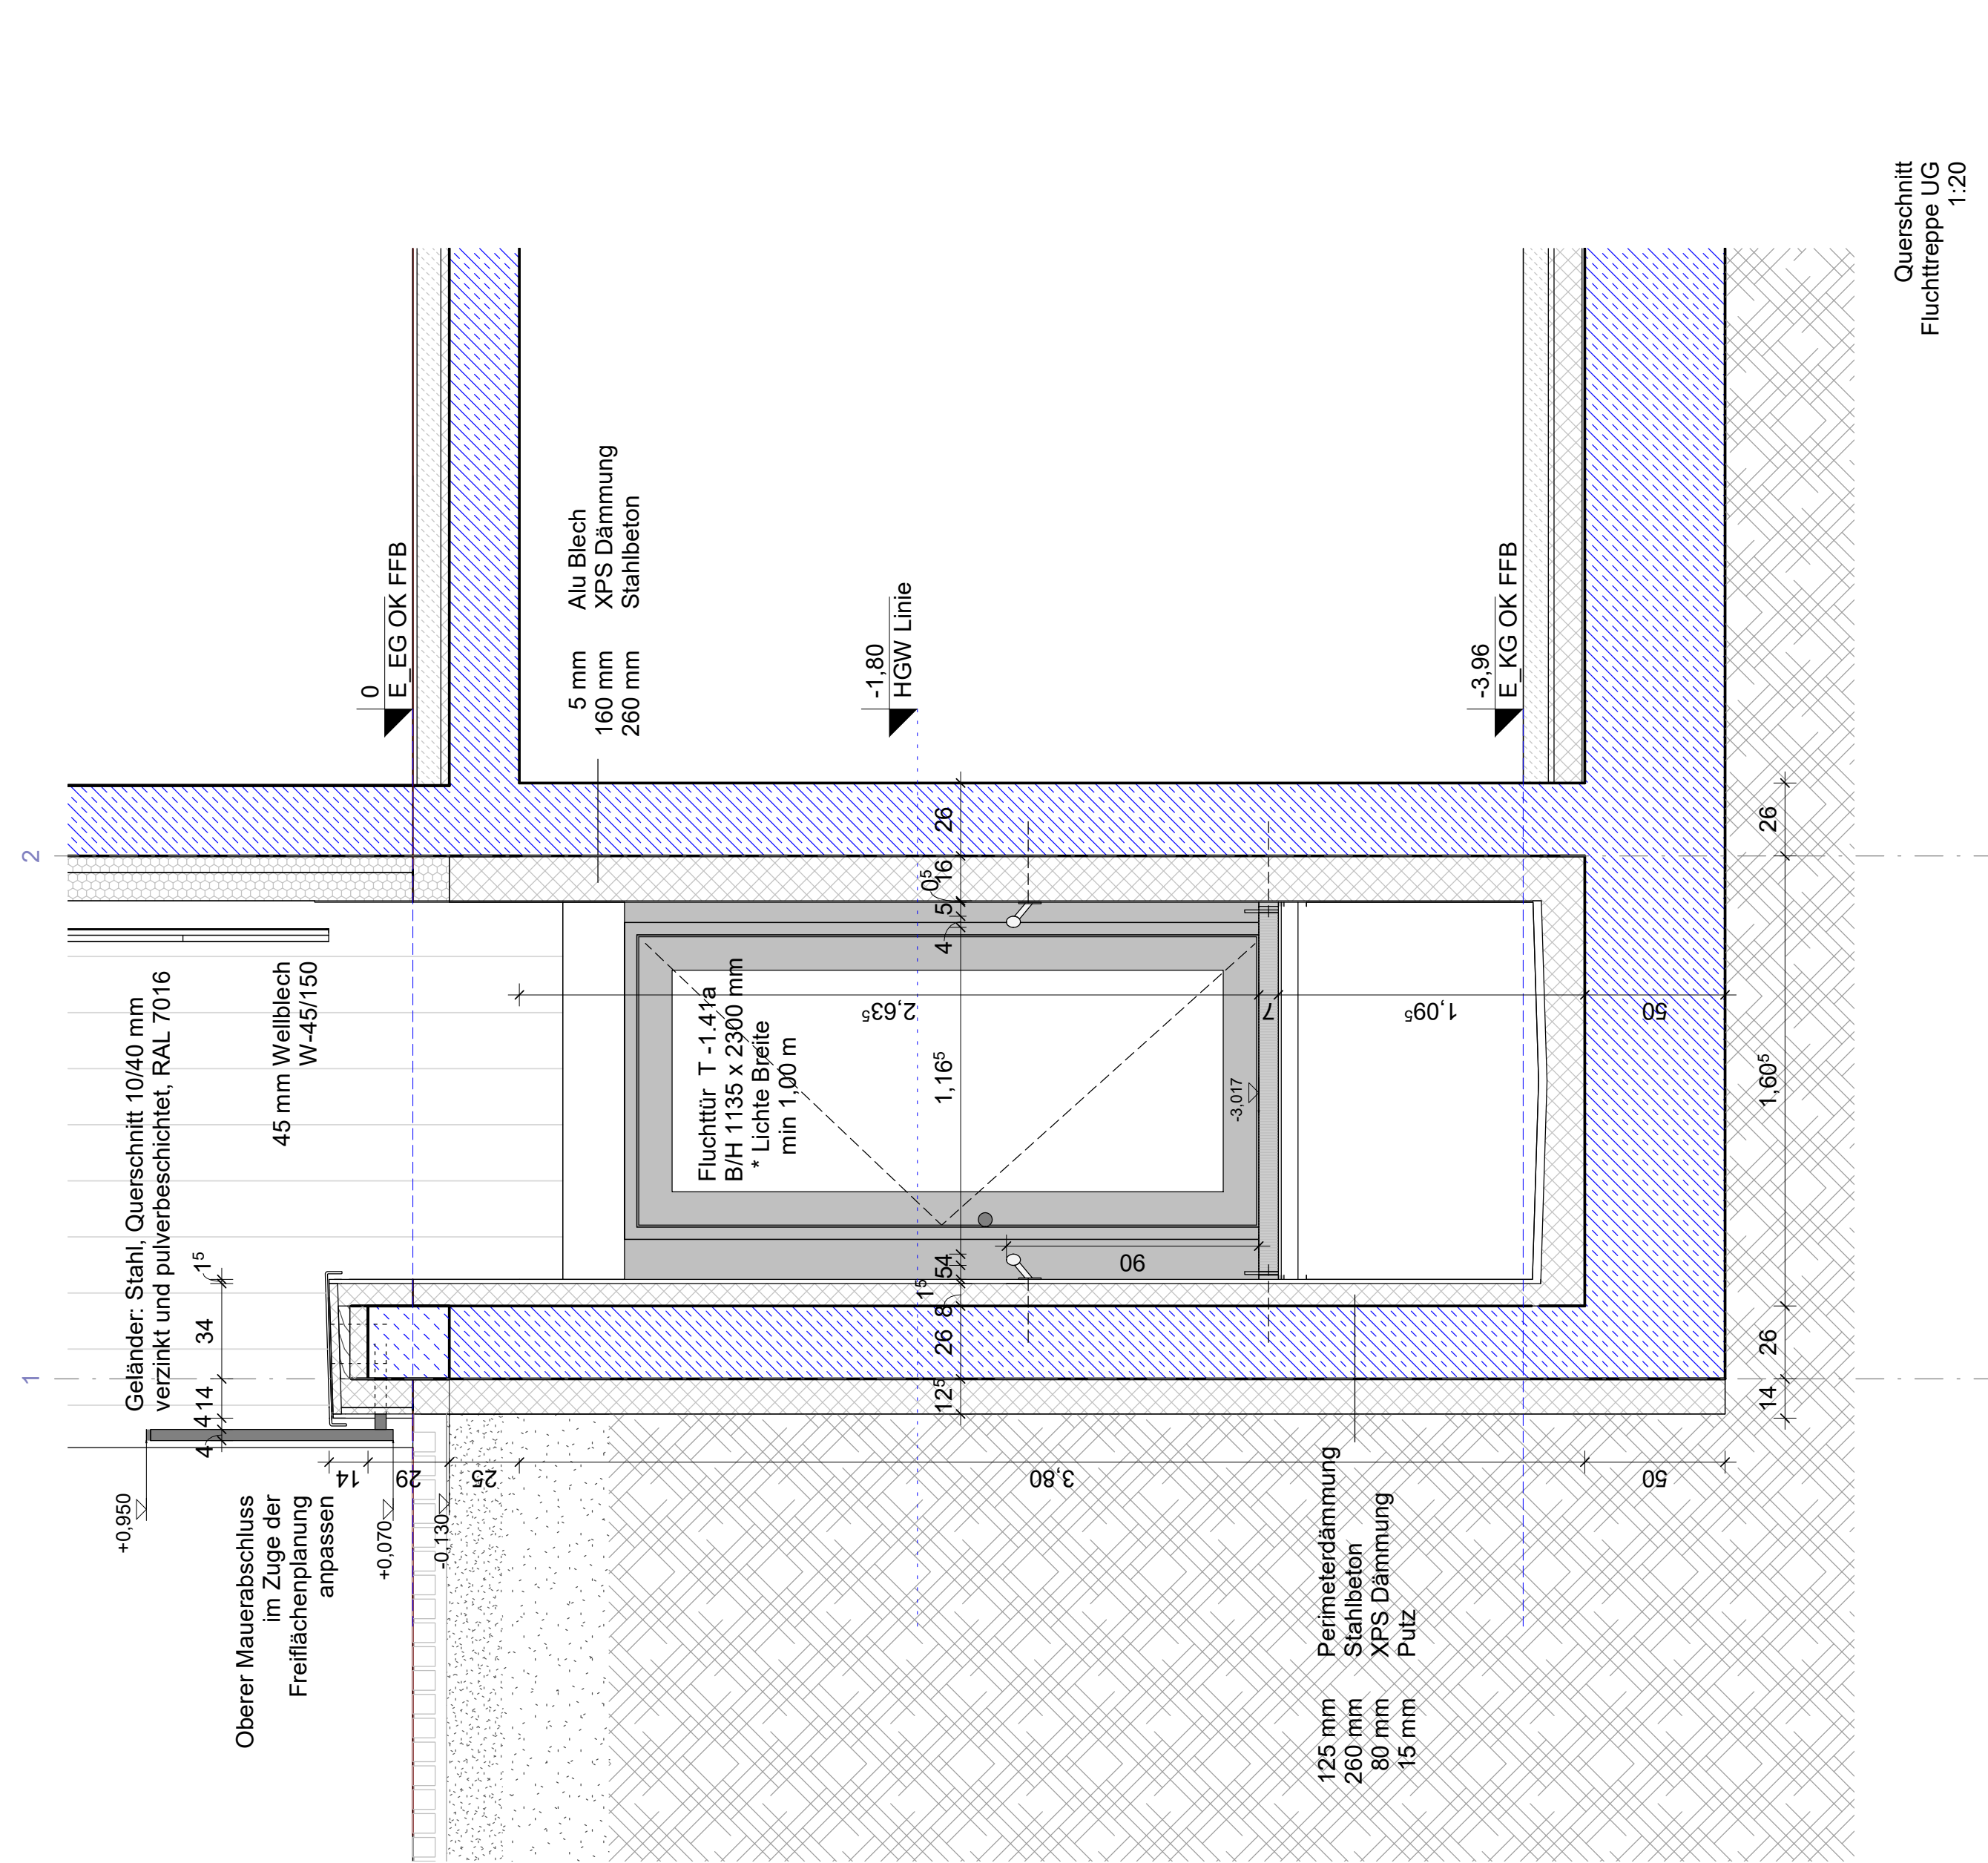 Querschnitt
Fluchttreppe UG
1:20
2
1
Geländer: Stahl, Querschnitt 10/40 mm
verzinkt und pulverbeschichtet, RAL 7016
45 mm Wellblech
W-45/150
Oberer Mauerabschluss
im Zuge der
Freiflächenplanung
anpassen
+0,950
+0,070
-0,130
0
E_EG OK FFB
5 mm Alu Blech
160 mm XPS Dämmung
260 mm Stahlbeton
-1,80
HGW Linie
-3,96
E_KG OK FFB
Fluchttür T -1.41a
B/H 1135 x 2300 mm
* Lichte Breite
min 1,00 m
-3,017
125 mm Perimeterdämmung
260 mm Stahlbeton
80 mm XPS Dämmung
15 mm Putz
4
4
14
34
1⁵
14
29
25
3,80
50
12⁵
26
8
1⁵
5
4
1,16⁵
4
5
0⁵
16
26
90
2,63⁵
7
1,09⁵
50
14
26
1,60⁵
26